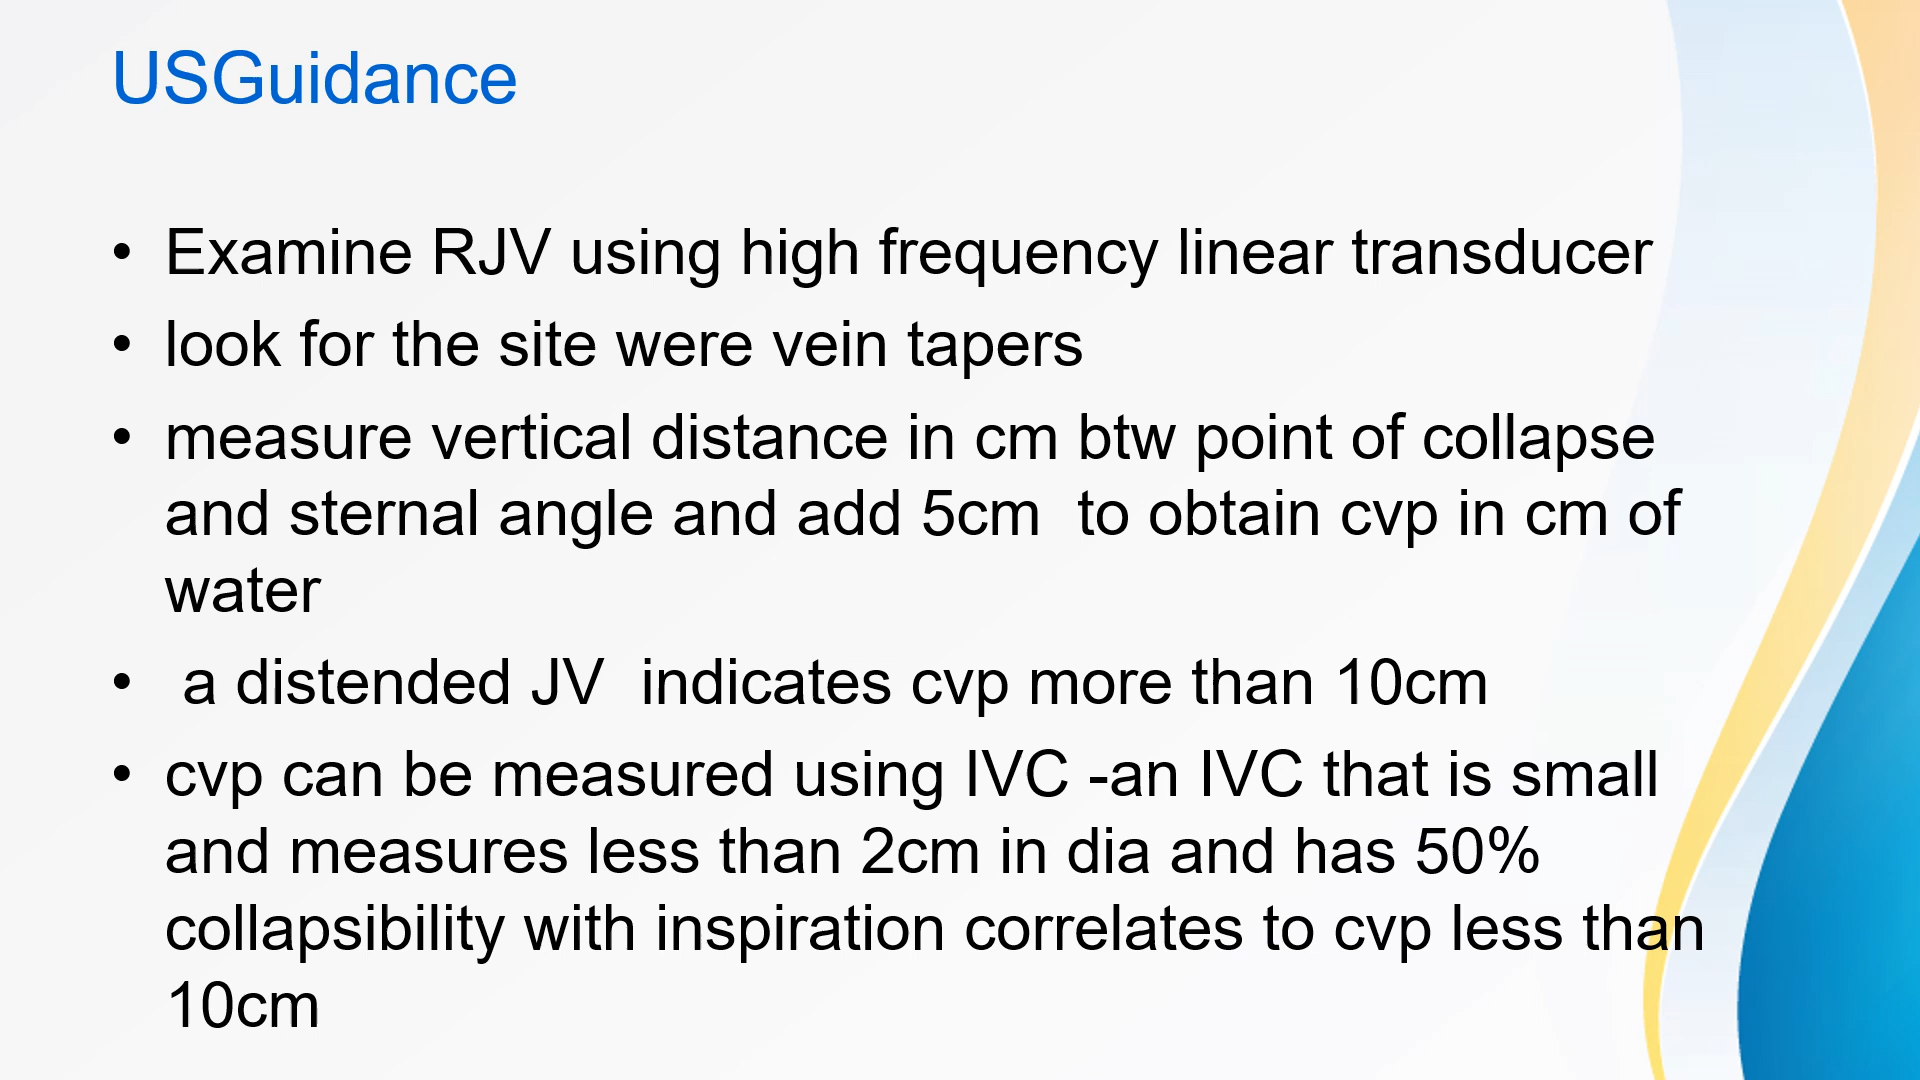 USGuidance
• Examine RJV using high frequency linear transducer
• look for the site were vein tapers
• measure vertical distance in cm btw point of collapse
and sternal angle and add 5cm  to obtain cvp in cm of
water
•  a distended JV  indicates cvp more than 10cm
• cvp can be measured using IVC -an IVC that is small
and measures less than 2cm in dia and has 50%
collapsibility with inspiration correlates to cvp less than
10cm